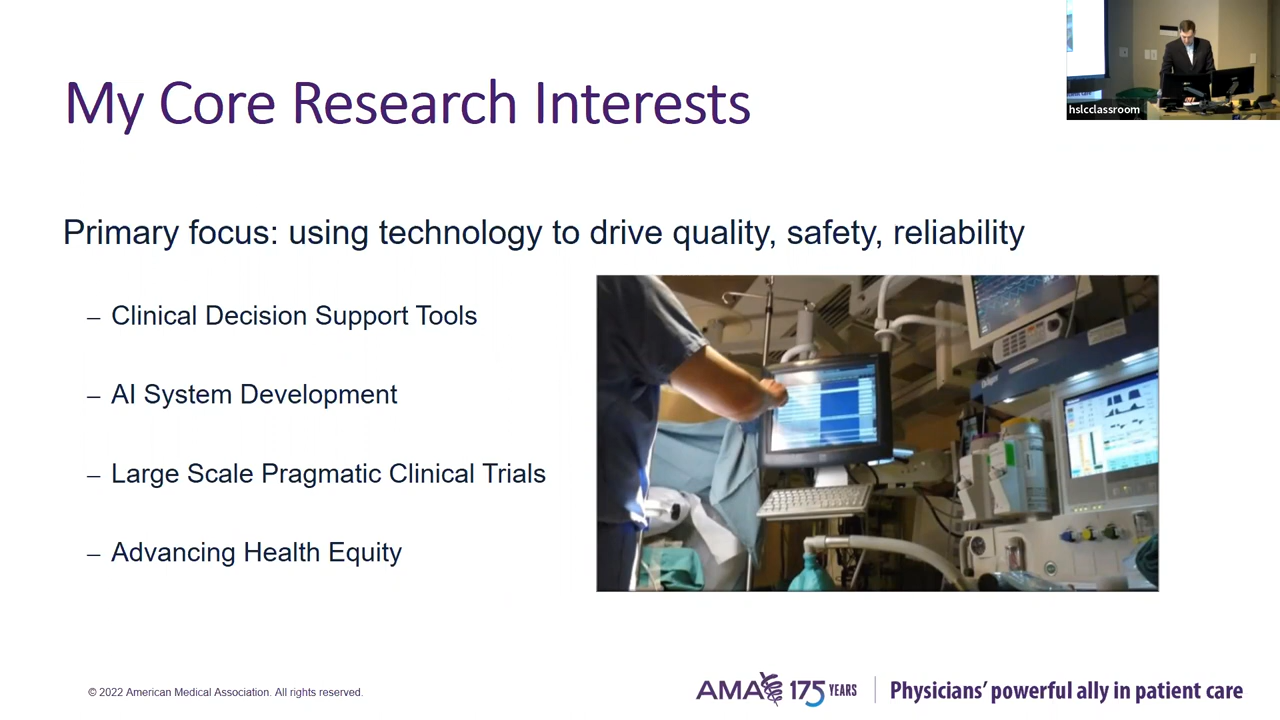 My Core Research Interests
hslcclassroom
Primary focus: using technology to drive quality, safety, reliability
– Clinical Decision Support Tools
– AI System Development
– Large Scale Pragmatic Clinical Trials
– Advancing Health Equity
Dräger
© 2022 American Medical Association. All rights reserved.
AMA 175 YEARS
Physicians’ powerful ally in patient care